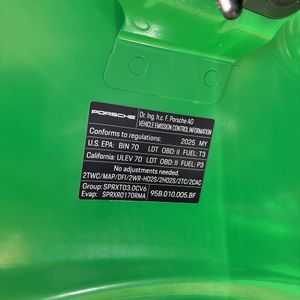 PORSCHE
Dr. Ing. h.c. F. Porsche AG
VEHICLE EMISSION CONTROL INFORMATION
Conforms to regulations: 2025 MY
U.S. EPA: BIN 70 LDT OBD: II FUEL: T3
California: ULEV 70 LDT OBD: II FUEL: P3
No adjustments needed.
2TWC/MAP/DFI/2WR-HO2S/2HO2S/2TC/2CAC
Group: SPRXT03.0CV6
Evap: SPRXR0170RMA
95B.010.005.BF